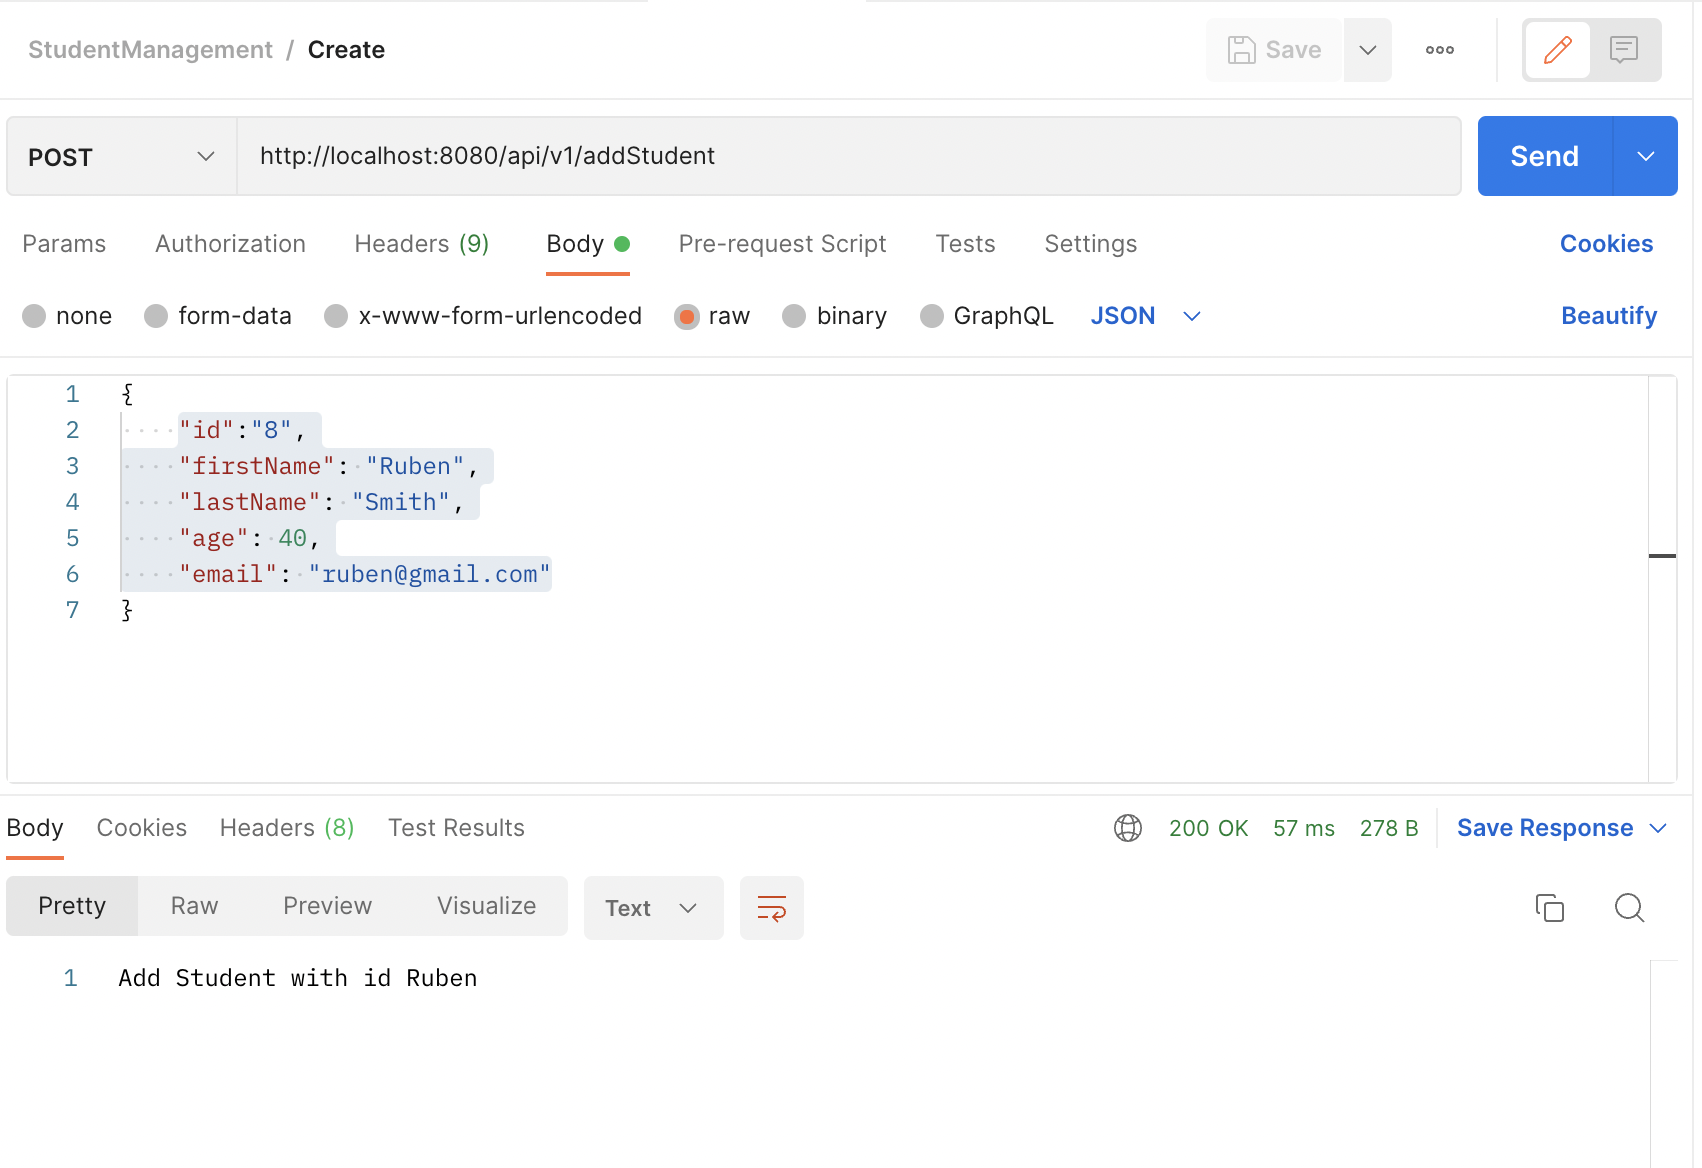 StudentManagement / Create
Save
POST
http://localhost:8080/api/v1/addStudent
Send
Params Authorization Headers (9) Body Pre-request Script Tests Settings Cookies
none form-data x-www-form-urlencoded raw binary GraphQL JSON Beautify
1 {
2 "id":"8",
3 "firstName": "Ruben",
4 "lastName": "Smith",
5 "age": 40,
6 "email": "ruben@gmail.com"
7 }
Body Cookies Headers (8) Test Results 200 OK 57 ms 278 B Save Response
Pretty Raw Preview Visualize Text
1 Add Student with id Ruben